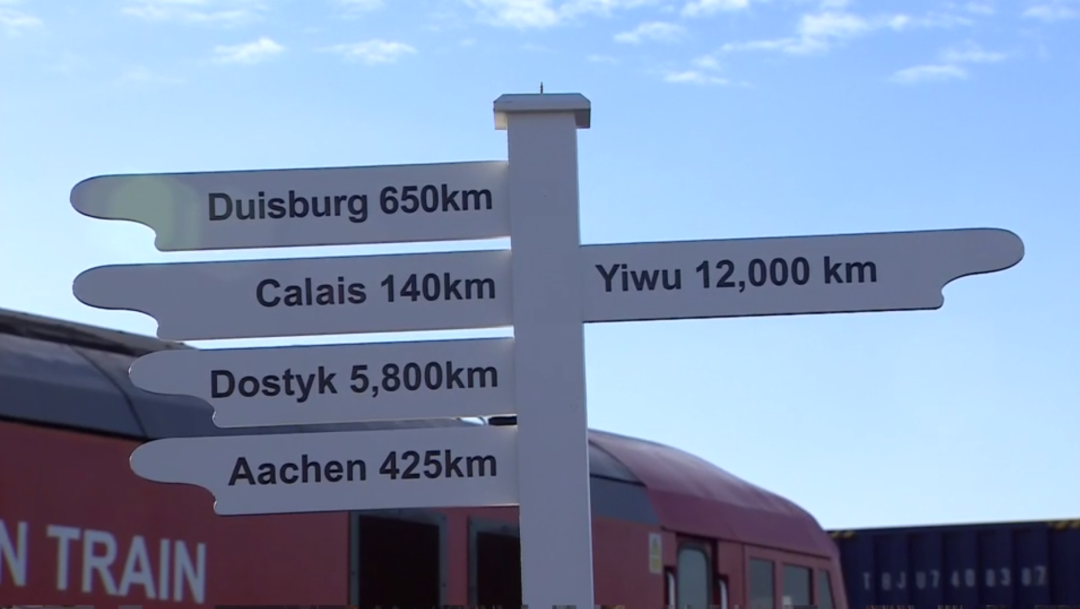 Duisburg 650km
Calais 140km
Yiwu 12,000 km
Dostyk 5,800km
Aachen 425km
N TRAIN